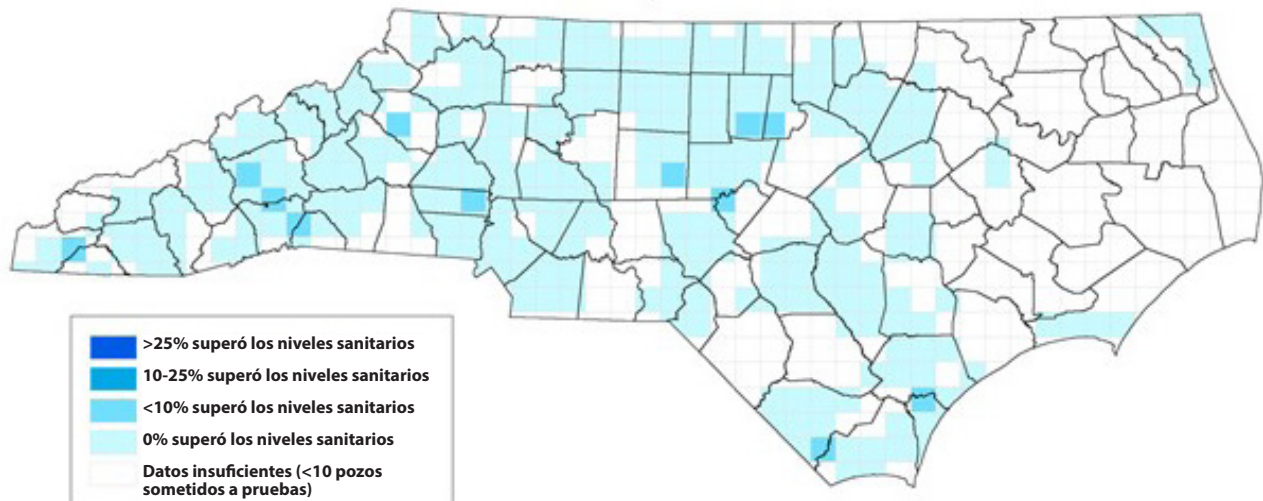 >25% superó los niveles sanitarios
10-25% superó los niveles sanitarios
<10% superó los niveles sanitarios
0% superó los niveles sanitarios
Datos insuficientes (<10 pozos
sometidos a pruebas)